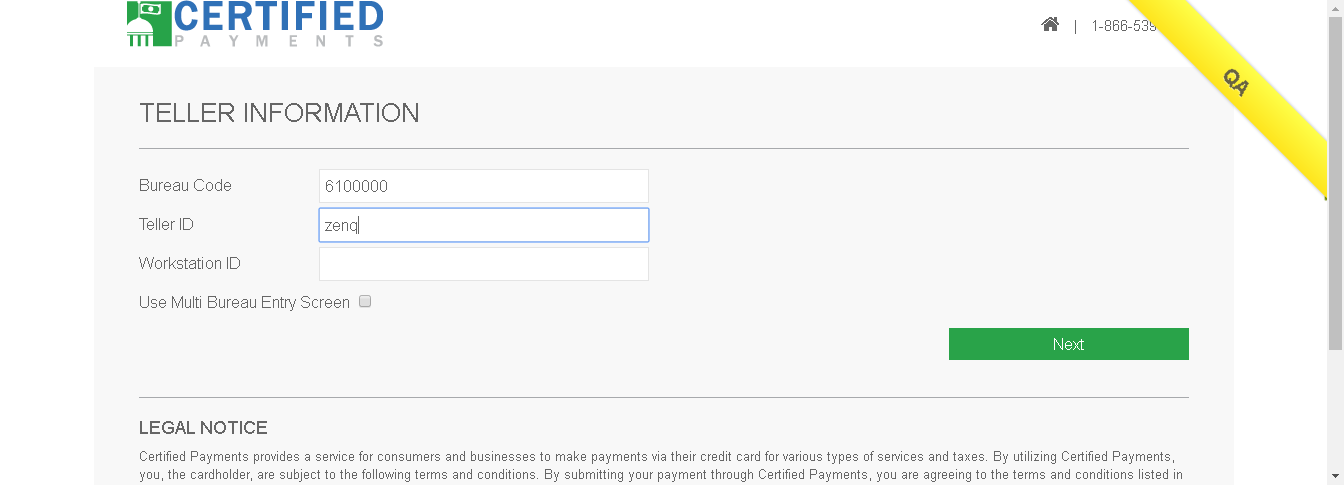 CERTIFIED
PAYMENTS
| 1-866-539
QA
TELLER INFORMATION
Bureau Code 6100000
Teller ID zenq
Workstation ID
Use Multi Bureau Entry Screen
Next
LEGAL NOTICE
Certified Payments provides a service for consumers and businesses to make payments via their credit card for various types of services and taxes. By utilizing Certified Payments,
you, the cardholder, are subject to the following terms and conditions. By submitting your payment through Certified Payments, you are agreeing to the terms and conditions listed in